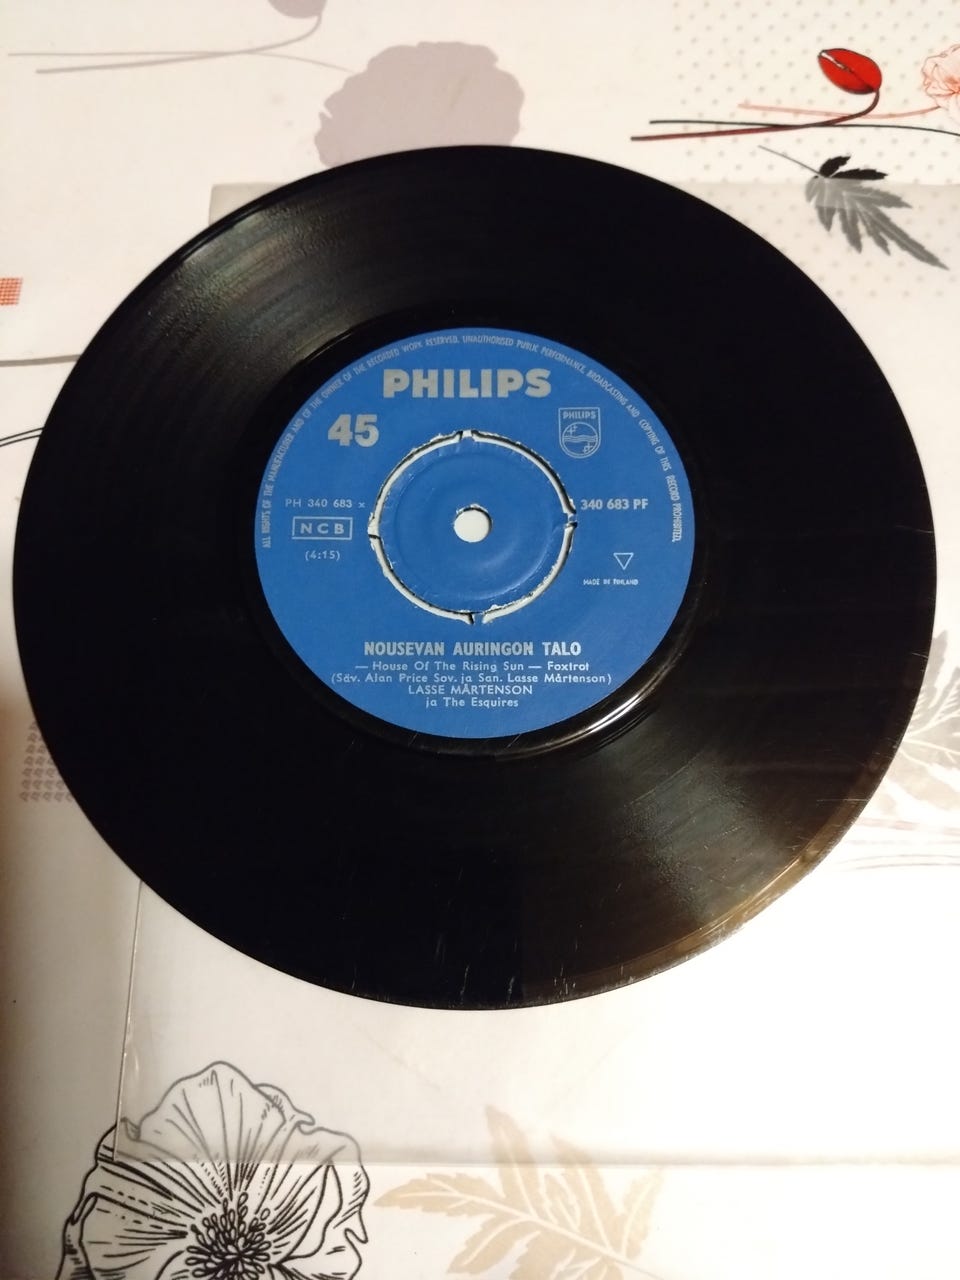 ALL RIGHTS OF THE MANUFACTURER AND OF THE OWNER OF THE RECORDED WORK RESERVED. UNAUTHORISED PUBLIC PERFORMANCE, BROADCASTING AND COPYING OF THIS RECORD PROHIBITED.
PHILIPS
45
PHILIPS
PH 340 683 x
340 683 PF
NCB
(4:15)
MADE IN FINLAND
NOUSEVAN AURINGON TALO
— House Of The Rising Sun — Foxtrot
(Säv. Alan Price Sov. ja San. Lasse Mårtenson)
LASSE MÅRTENSON
ja The Esquires